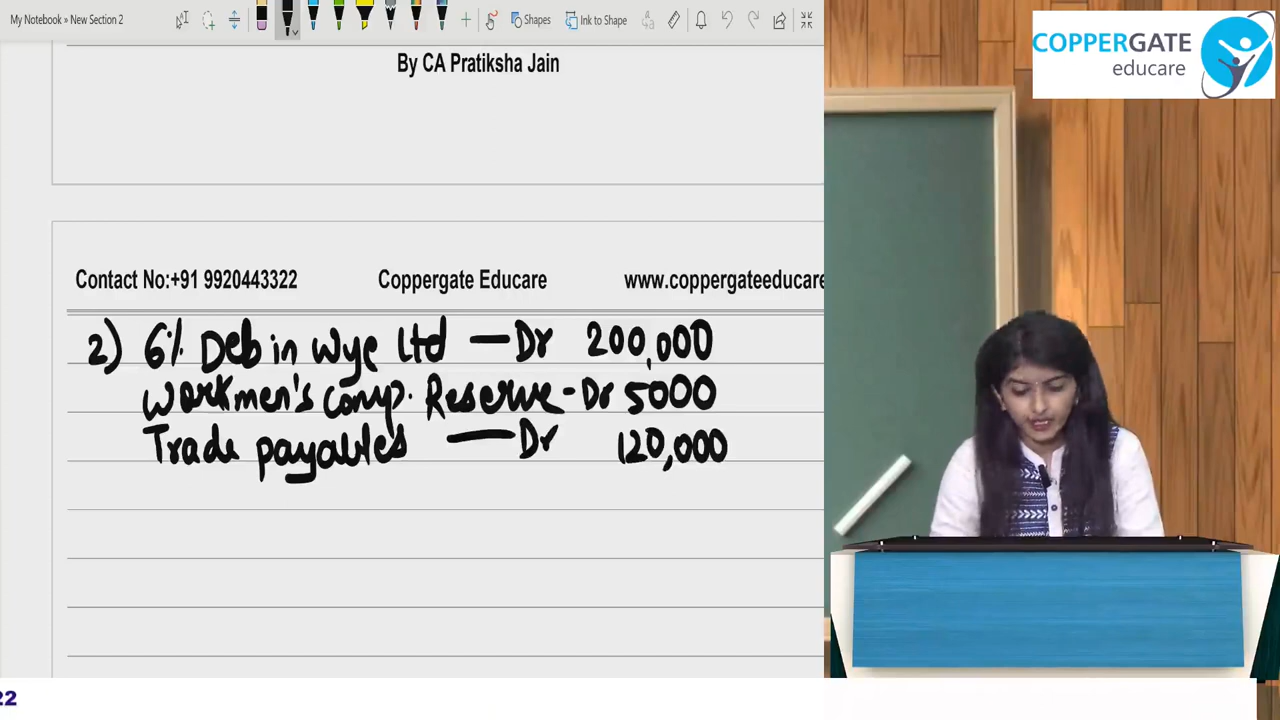 My Notebook » New Section 2
Shapes
Ink to Shape
COPPERGATE
educare
By CA Pratiksha Jain
Contact No:+91 9920443322 Coppergate Educare www.coppergateeducare
2) 6% Deb in Wye Ltd — Dr 200,000
Workmen's comp. Reserve - Dr 5000
Trade payables — Dr 120,000
22